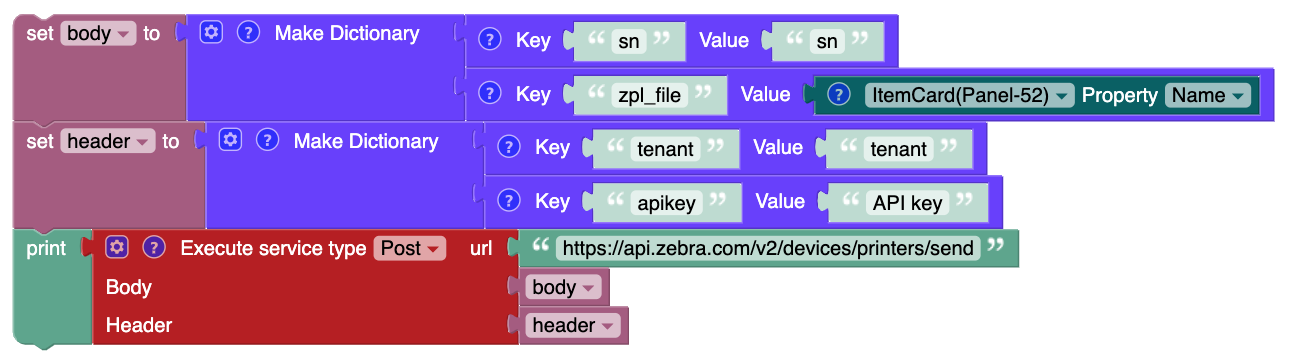 set body to ? Make Dictionary ? Key “ sn ” Value “ sn ”
? Key “ zpl_file ” Value ? ItemCard(Panel-52) Property Name
set header to ? Make Dictionary ? Key “ tenant ” Value “ tenant ”
? Key “ apikey ” Value “ API key ”
print ? Execute service type Post url “ https://api.zebra.com/v2/devices/printers/send ”
Body body
Header header